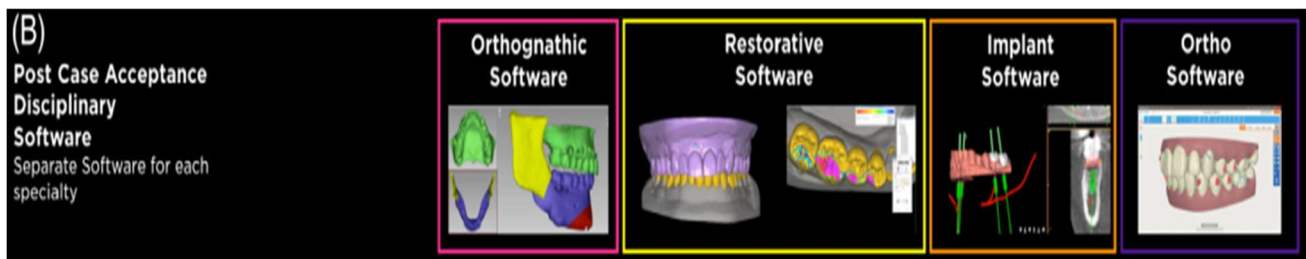 (B)
Post Case Acceptance
Disciplinary
Software
Separate Software for each
specialty
Orthognathic
Software
Restorative
Software
Implant
Software
Ortho
Software